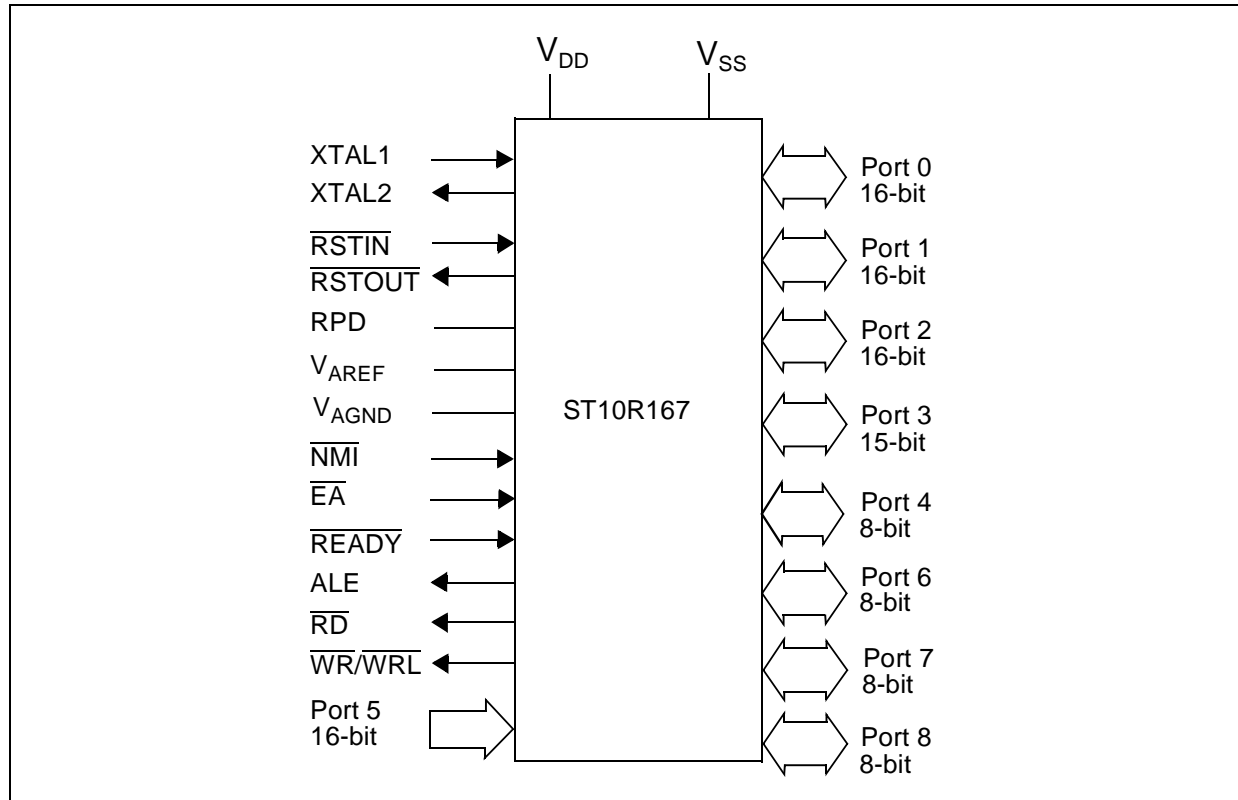 VDD
VSS
XTAL1
XTAL2
RSTIN
RSTOUT
RPD
VAREF
VAGND
NMI
EA
READY
ALE
RD
WR/WRL
Port 5
16-bit
ST10R167
Port 0
16-bit
Port 1
16-bit
Port 2
16-bit
Port 3
15-bit
Port 4
8-bit
Port 6
8-bit
Port 7
8-bit
Port 8
8-bit